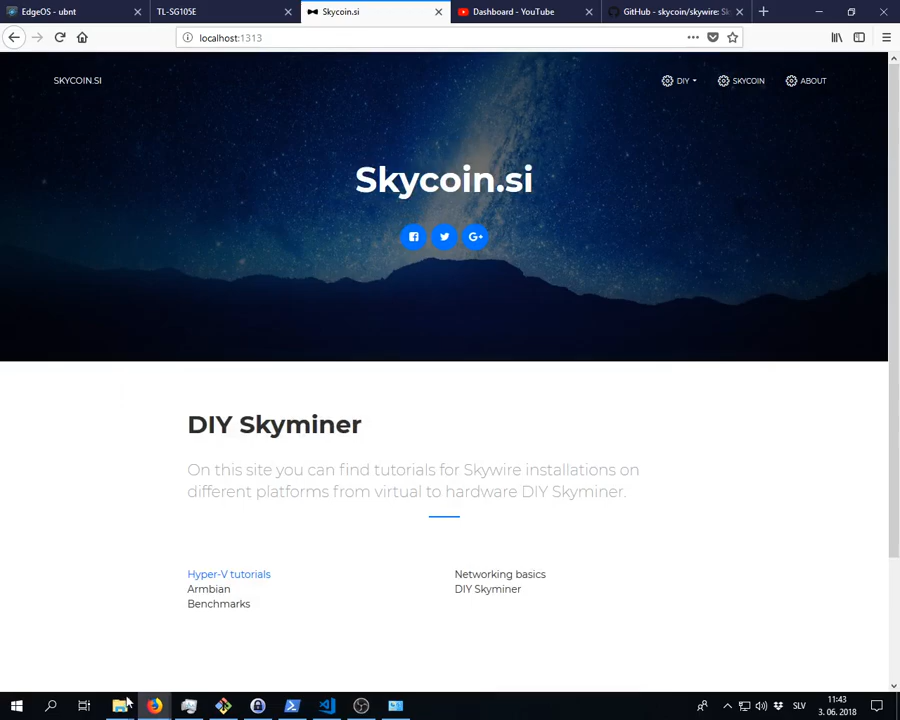 EdgeOS - ubnt
TL-SG105E
Skycoin.si
Dashboard - YouTube
GitHub - skycoin/skywire: Sk
localhost:1313
SKYCOIN.SI
DIY
SKYCOIN
ABOUT
Skycoin.si
G+
DIY Skyminer
On this site you can find tutorials for Skywire installations on
different platforms from virtual to hardware DIY Skyminer.
Hyper-V tutorials
Networking basics
Armbian
DIY Skyminer
Benchmarks
SLV
11:43
3. 06. 2018